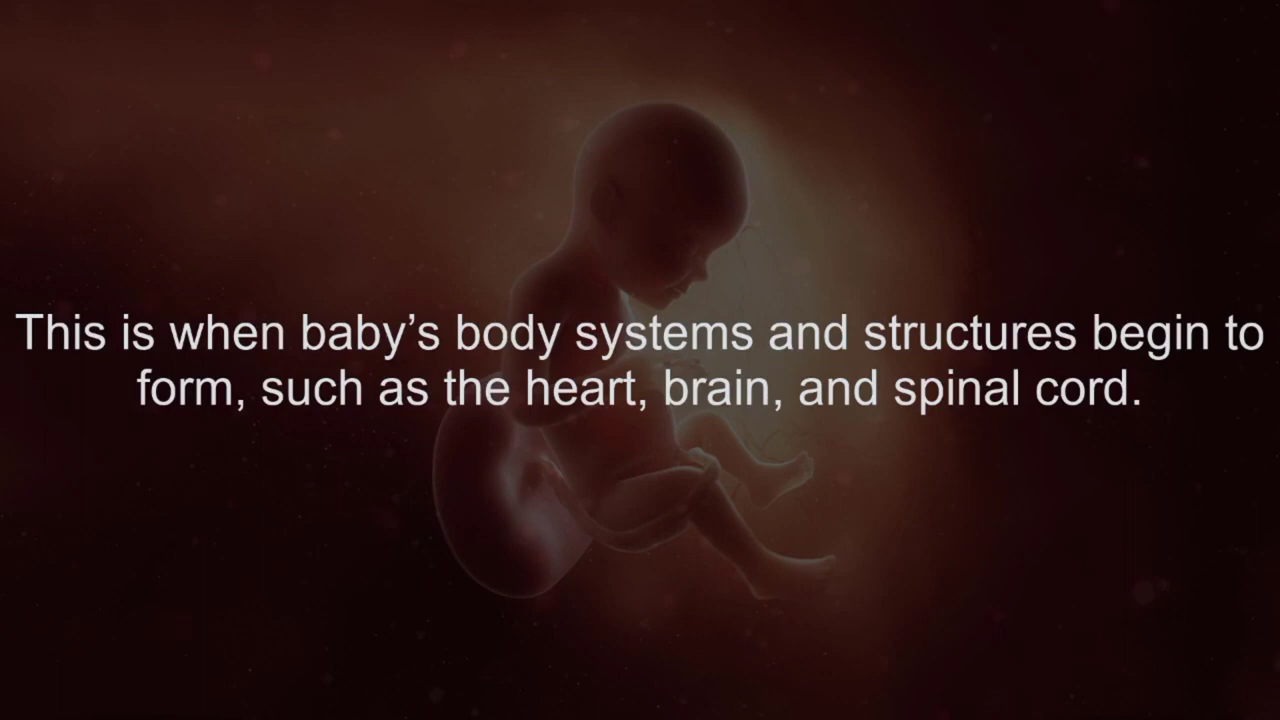 This is when baby’s body systems and structures begin to
form, such as the heart, brain, and spinal cord.